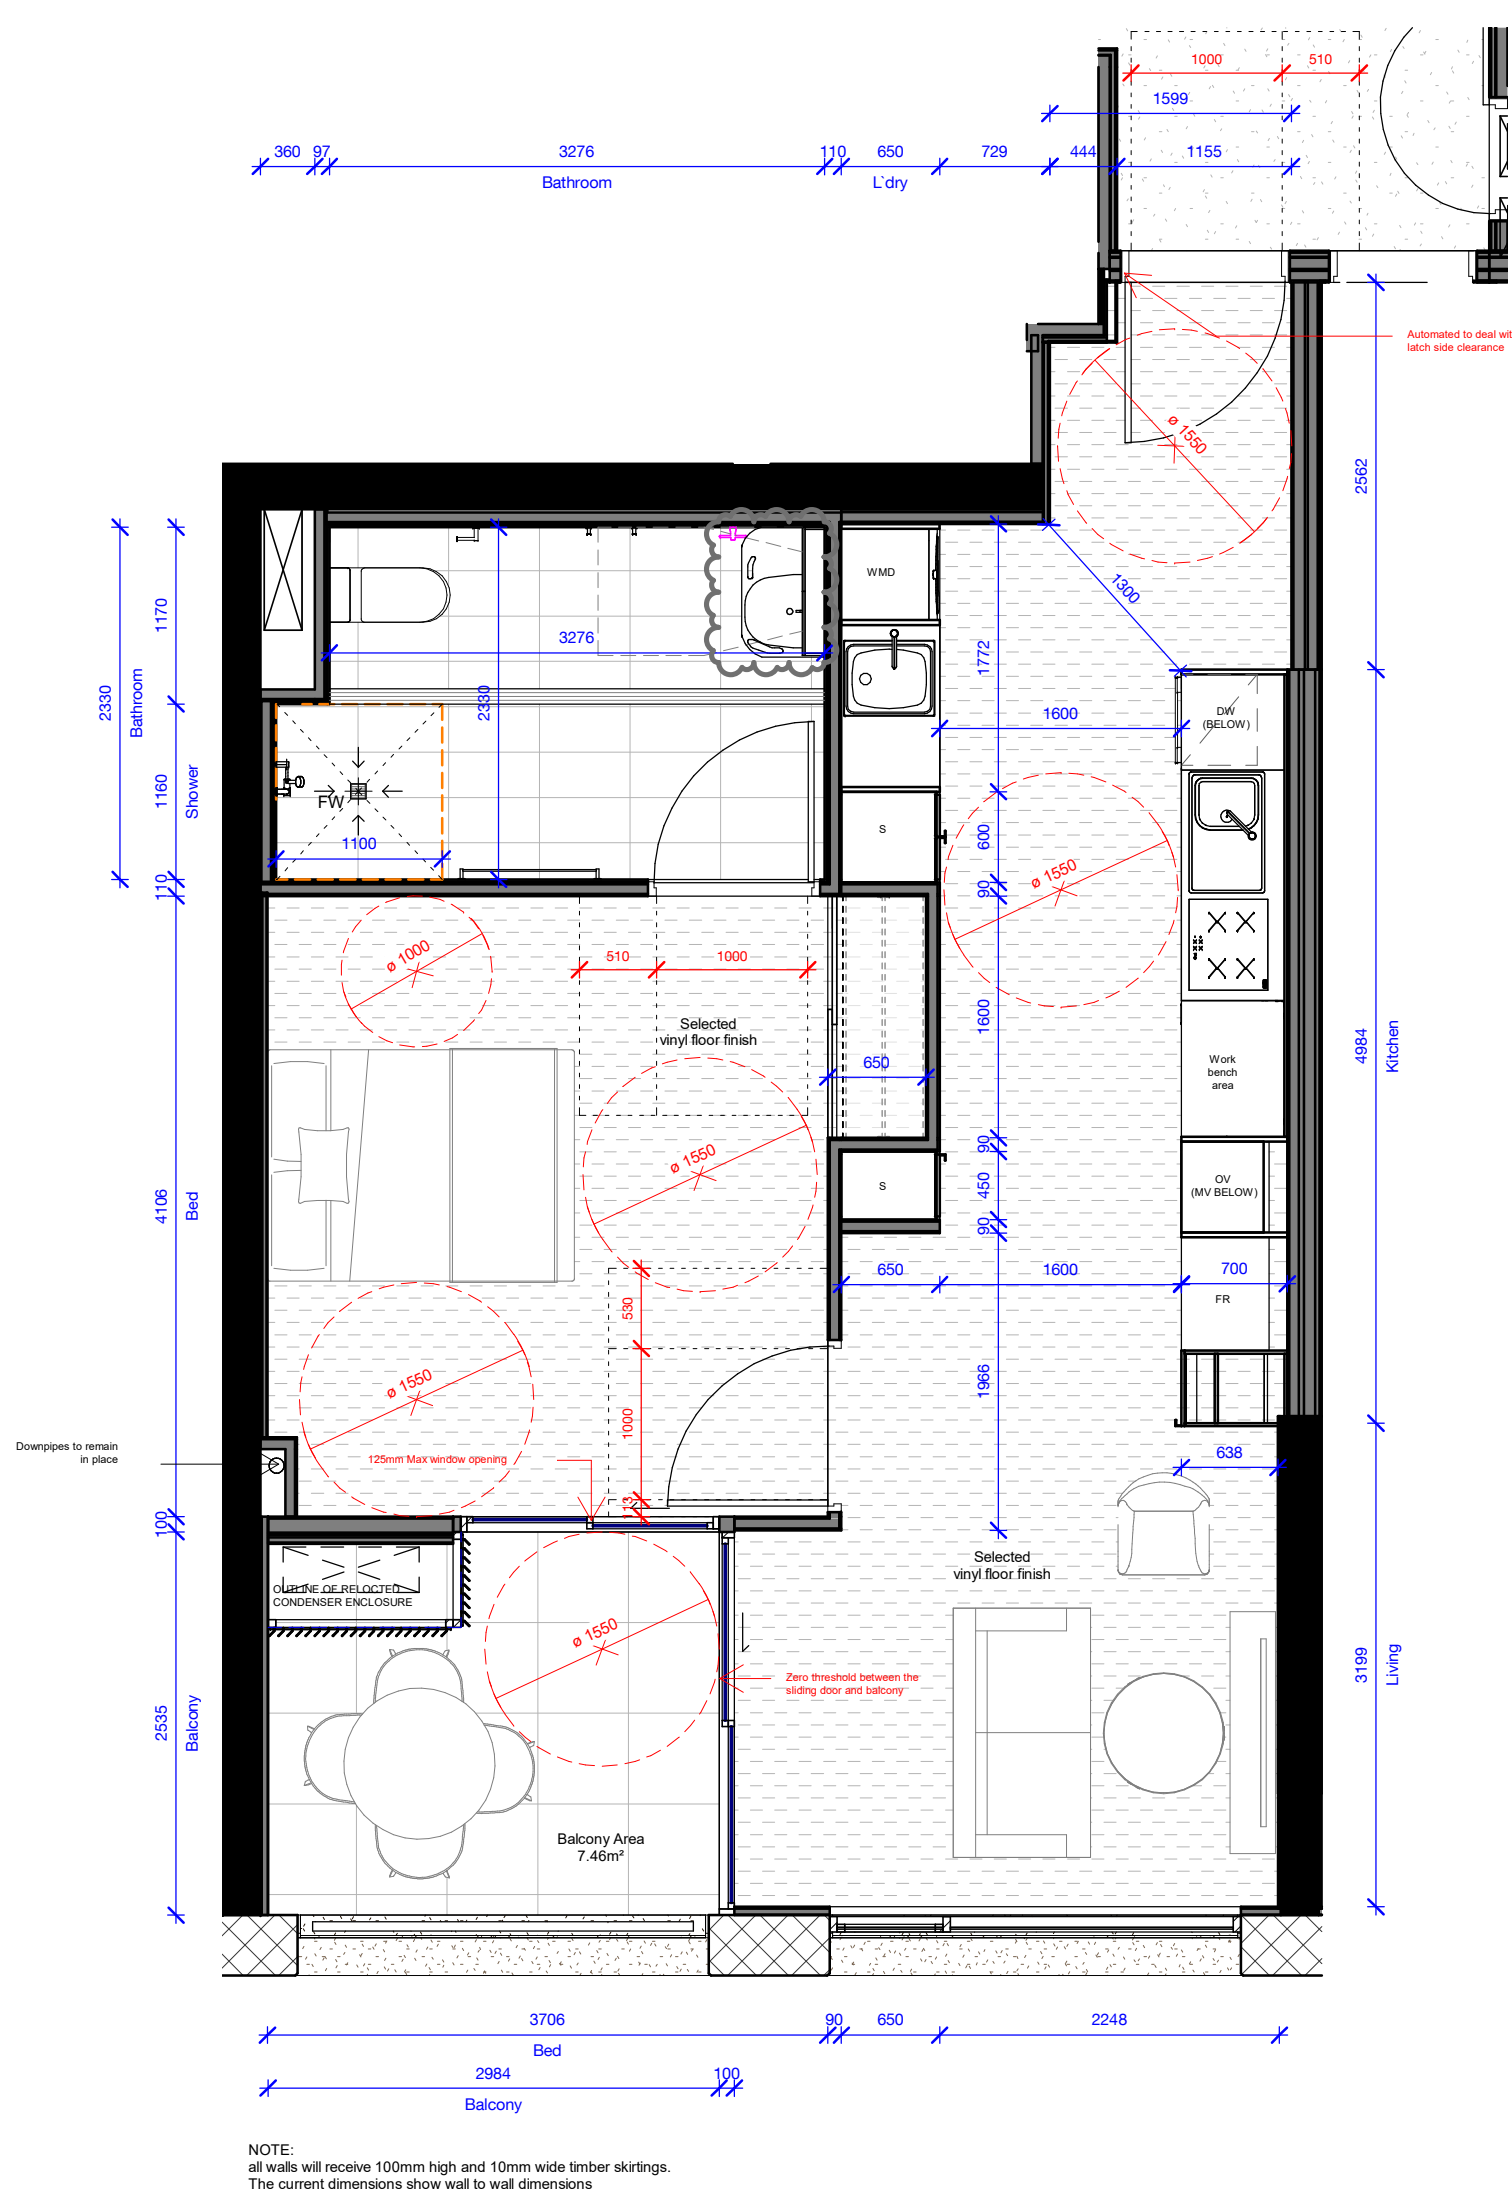 1000
510
1599
360
97
3276
110
650
729
444
1155
Bathroom
L`dry
Automated to deal wit
latch side clearance
ø 1550
2562
WMD
1300
1170
3276
1772
2330
Bathroom
2330
1600
DW
(BELOW)
1160
Shower
FW
1100
S
600
ø 1550
110
90
ø 1000
510
1000
Selected
vinyl floor finish
1600
650
4984
Kitchen
Work
bench
area
ø 1550
90
S
450
OV
(MV BELOW)
4106
Bed
90
650
1600
700
530
FR
ø 1550
1966
1000
Downpipes to remain
in place
125mm Max window opening
638
113
100
Selected
vinyl floor finish
OUTLINE OF RELOCTED
CONDENSER ENCLOSURE
ø 1550
Zero threshold between the
sliding door and balcony
3199
Living
2535
Balcony
Balcony Area
7.46m²
3706
90
650
2248
Bed
2984
100
Balcony
NOTE:
all walls will receive 100mm high and 10mm wide timber skirtings.
The current dimensions show wall to wall dimensions